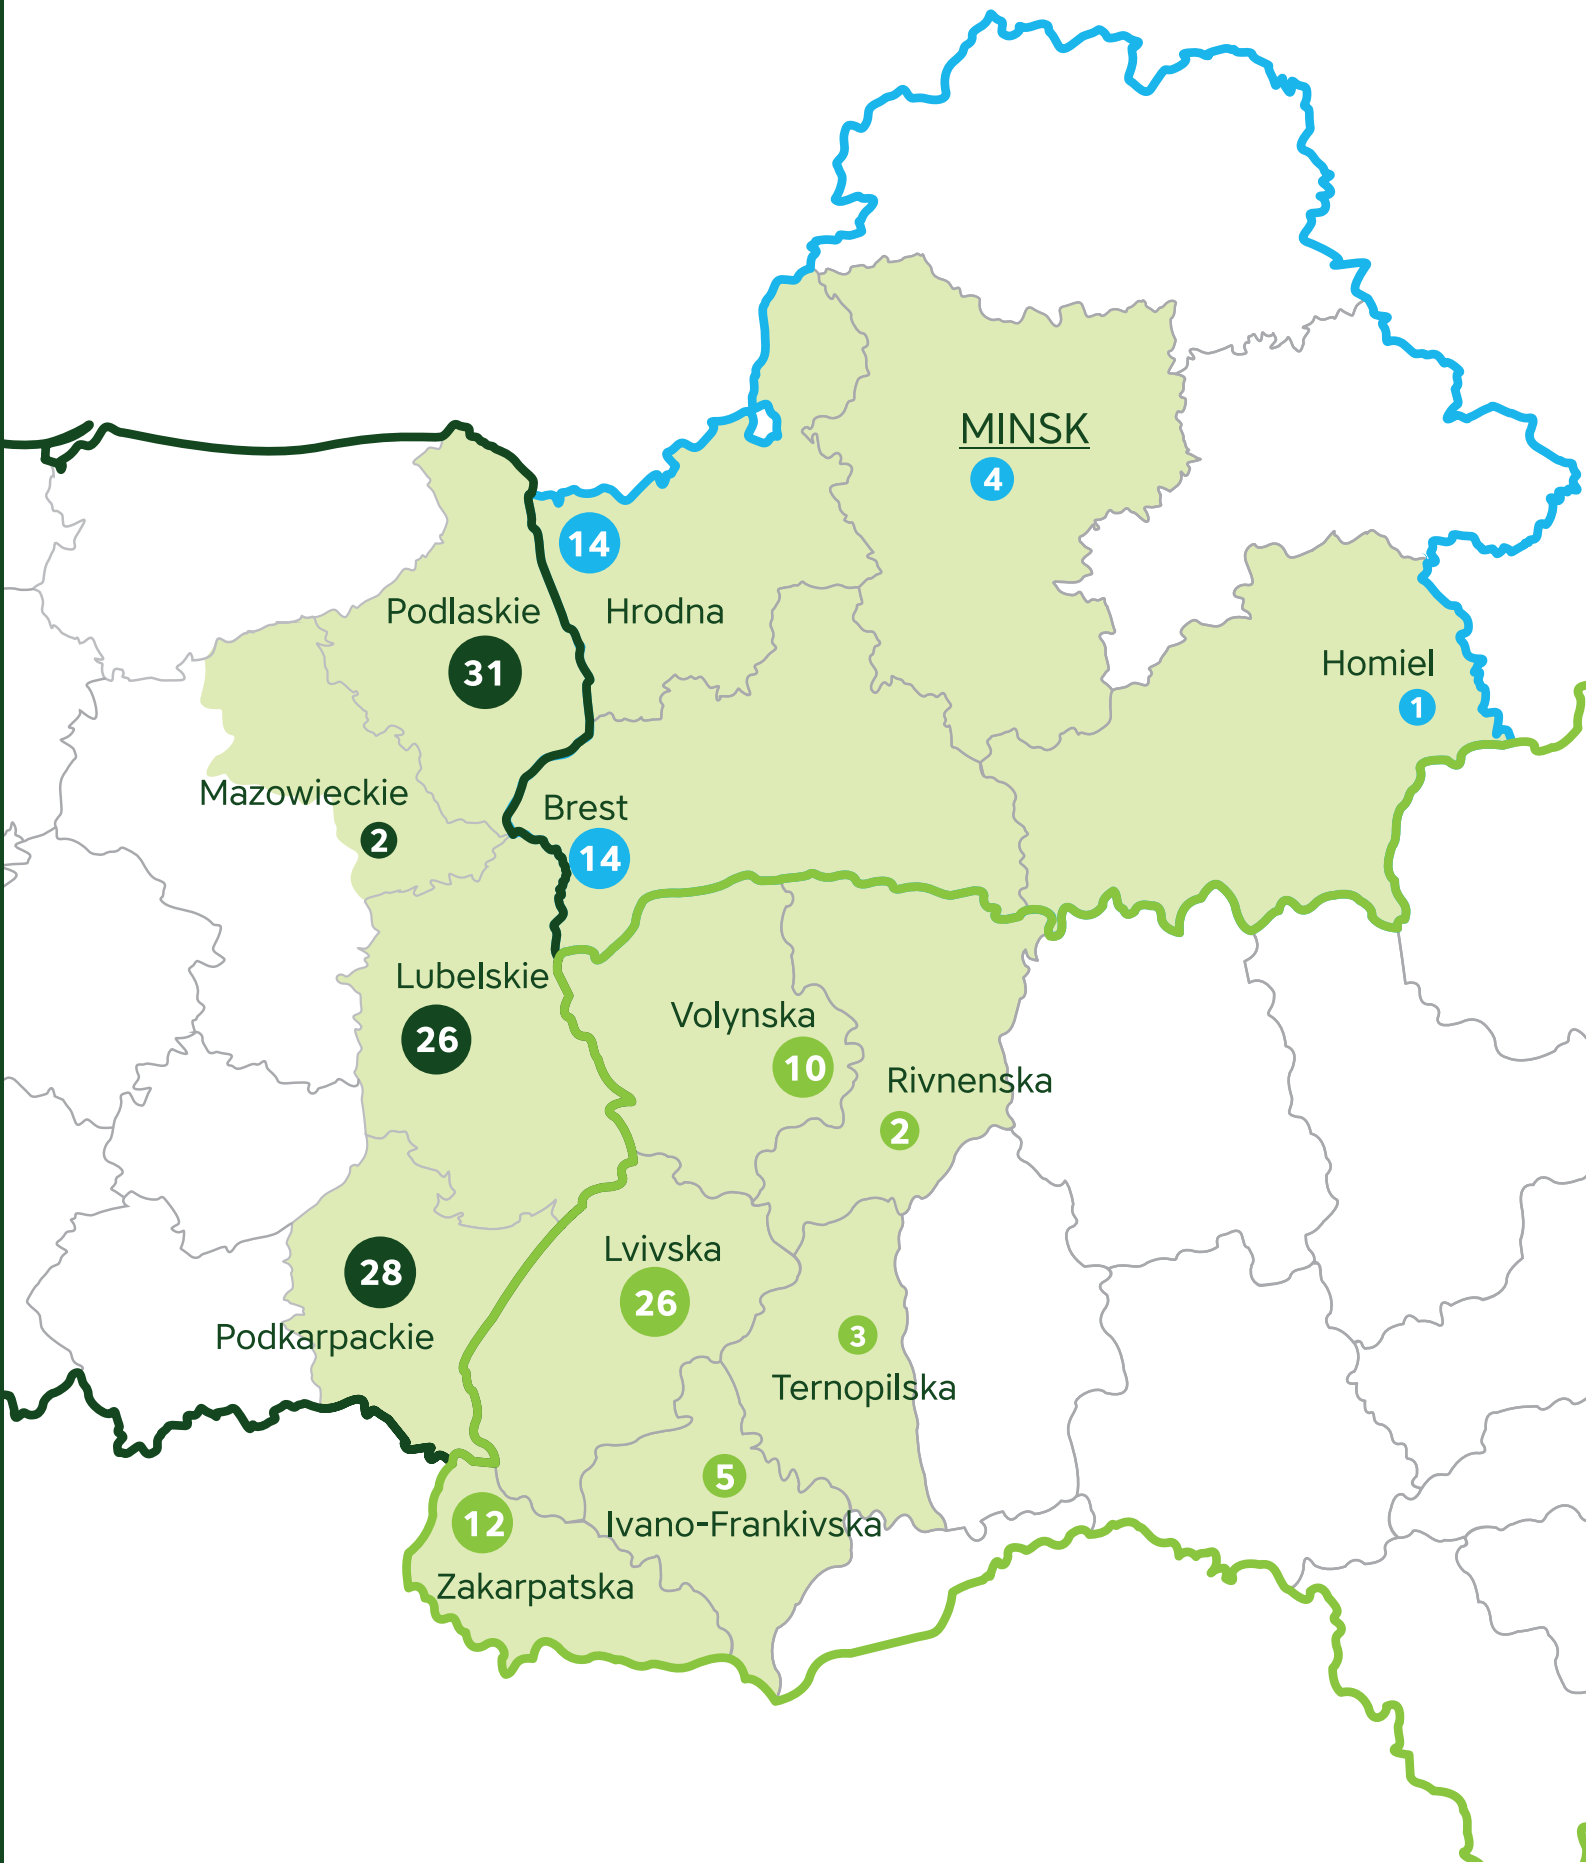 MINSK
4
14
Podlaskie
Hrodna
31
Homiel
1
Mazowieckie
2
Brest
14
Lubelskie
26
Volynska
10
Rivnenska
2
Lvivska
26
28
Podkarpackie
3
Ternopilska
5
Ivano-Frankivska
12
Zakarpatska